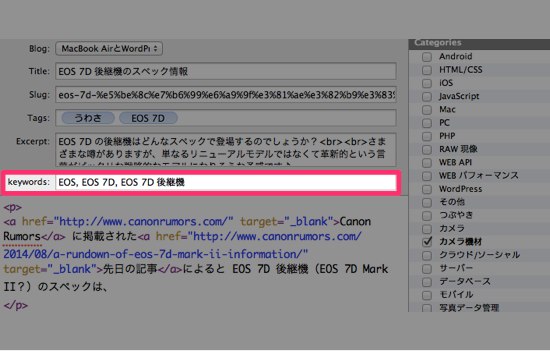 Blog: MacBook AirとWordPr
Title: EOS 7D 後継機のスペック情報
Slug: eos-7d-%e5%be%8c%e7%b6%99%e6%a9%9f%e3%81%ae%e3%82%b9%e3%83%
Tags: うわさ EOS 7D
Excerpt: EOS 7D の後継機はどんなスペックで登場するのでしょうか？<br><br>さま
ざまな噂がありますが、単なるリニューアルモデルではなくて革新的という言
keywords: EOS, EOS 7D, EOS 7D 後継機
<p>
<a href="http://www.canonrumors.com/" target="_blank">Canon
Rumors</a> に掲載された<a href="http://www.canonrumors.com/
2014/08/a-rundown-of-eos-7d-mark-ii-information/"
target="_blank">先日の記事</a>によると EOS 7D 後継機（EOS 7D Mark
II？）のスペックは、
</p>
Categories
Android
HTML/CSS
iOS
JavaScript
Mac
PC
PHP
RAW 現像
WEB API
WEB パフォーマンス
WordPress
その他
つぶやき
カメラ
カメラ機材
クラウド/ソーシャル
サーバー
データベース
モバイル
写真データ管理